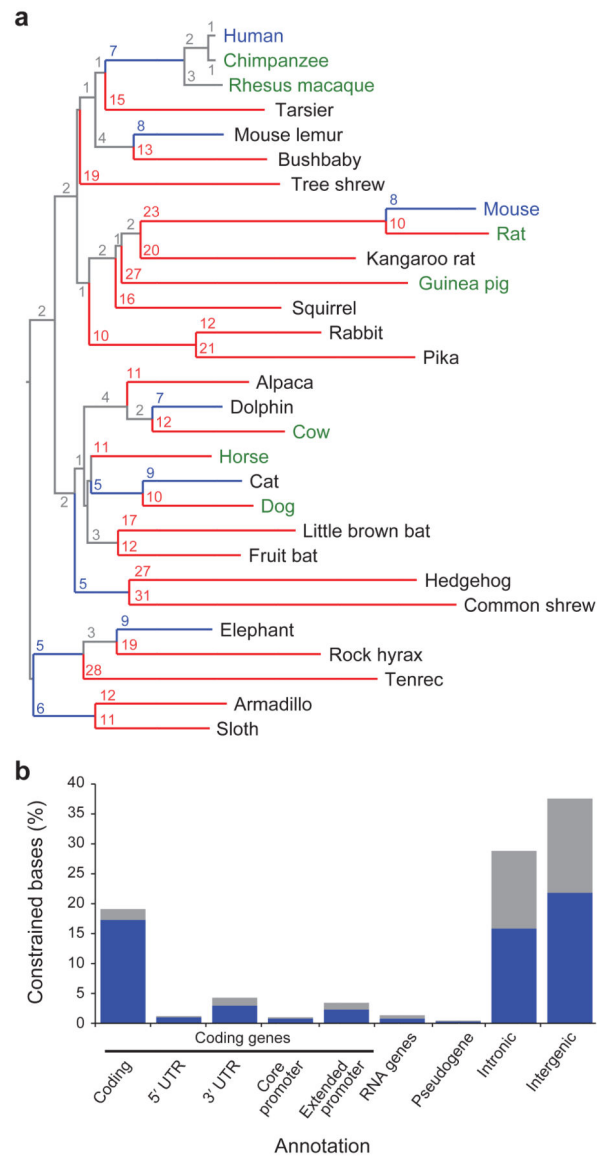 a
1
2
Human
7
Chimpanzee
1
1
3
Rhesus macaque
15
Tarsier
8
Mouse lemur
4
13
Bushbaby
2
19
Tree shrew
8
Mouse
23
10
Rat
2
1
20
Kangaroo rat
2
27
Guinea pig
1
16
Squirrel
2
12
Rabbit
10
21
Pika
11
Alpaca
4
7
Dolphin
2
12
Cow
11
Horse
1
9
Cat
5
10
Dog
2
17
Little brown bat
3
12
Fruit bat
27
Hedgehog
5
31
Common shrew
9
Elephant
3
5
19
Rock hyrax
28
Tenrec
12
Armadillo
6
11
Sloth
b
40
35
30
25
20
15
10
5
0
Constrained bases (%)
Coding genes
Coding
5′ UTR
3′ UTR
Core
promoter
Extended
promoter
RNA genes
Pseudogene
Intronic
Intergenic
Annotation